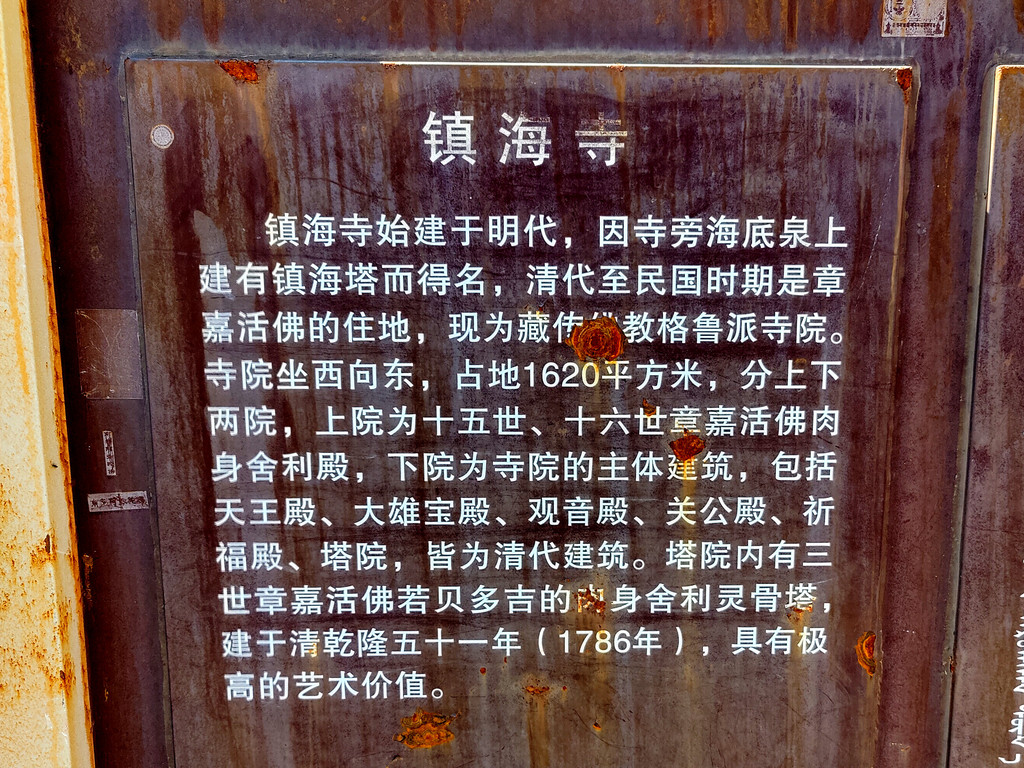 镇海寺
镇海寺始建于明代，因寺旁海底泉上
建有镇海塔而得名，清代至民国时期是章
嘉活佛的住地，现为藏传佛教格鲁派寺院。
寺院坐西向东，占地1620平方米，分上下
两院，上院为十五世、十六世章嘉活佛肉
身舍利殿，下院为寺院的主体建筑，包括
天王殿、大雄宝殿、观音殿、关公殿、祈
福殿、塔院，皆为清代建筑。塔院内有三
世章嘉活佛若贝多吉的肉身舍利灵骨塔，
建于清乾隆五十一年（1786年），具有极
高的艺术价值。